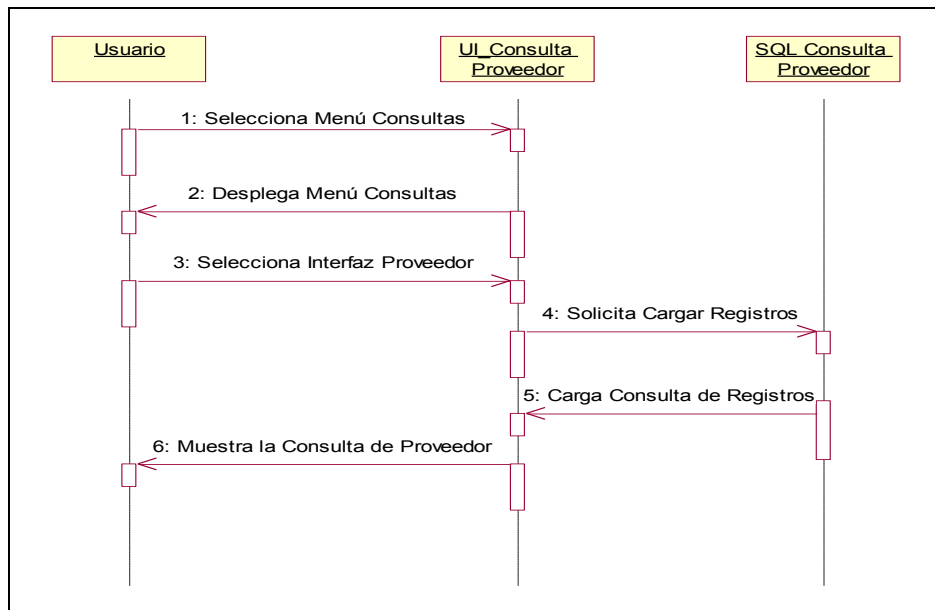 Usuario
UI_Consulta
Proveedor
SQL Consulta
Proveedor
1: Selecciona Menú Consultas
2: Desplega Menú Consultas
3: Selecciona Interfaz Proveedor
4: Solicita Cargar Registros
5: Carga Consulta de Registros
6: Muestra la Consulta de Proveedor